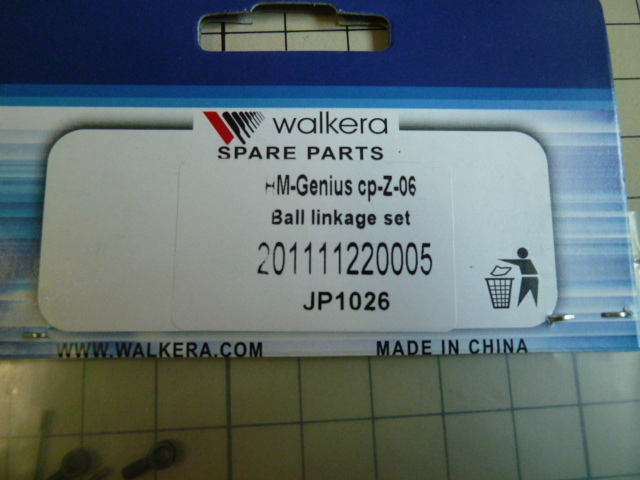 walkera
SPARE PARTS
HM-Genius cp-Z-06
Ball linkage set
201111220005
JP1026
WWW.WALKERA.COM
MADE IN CHINA